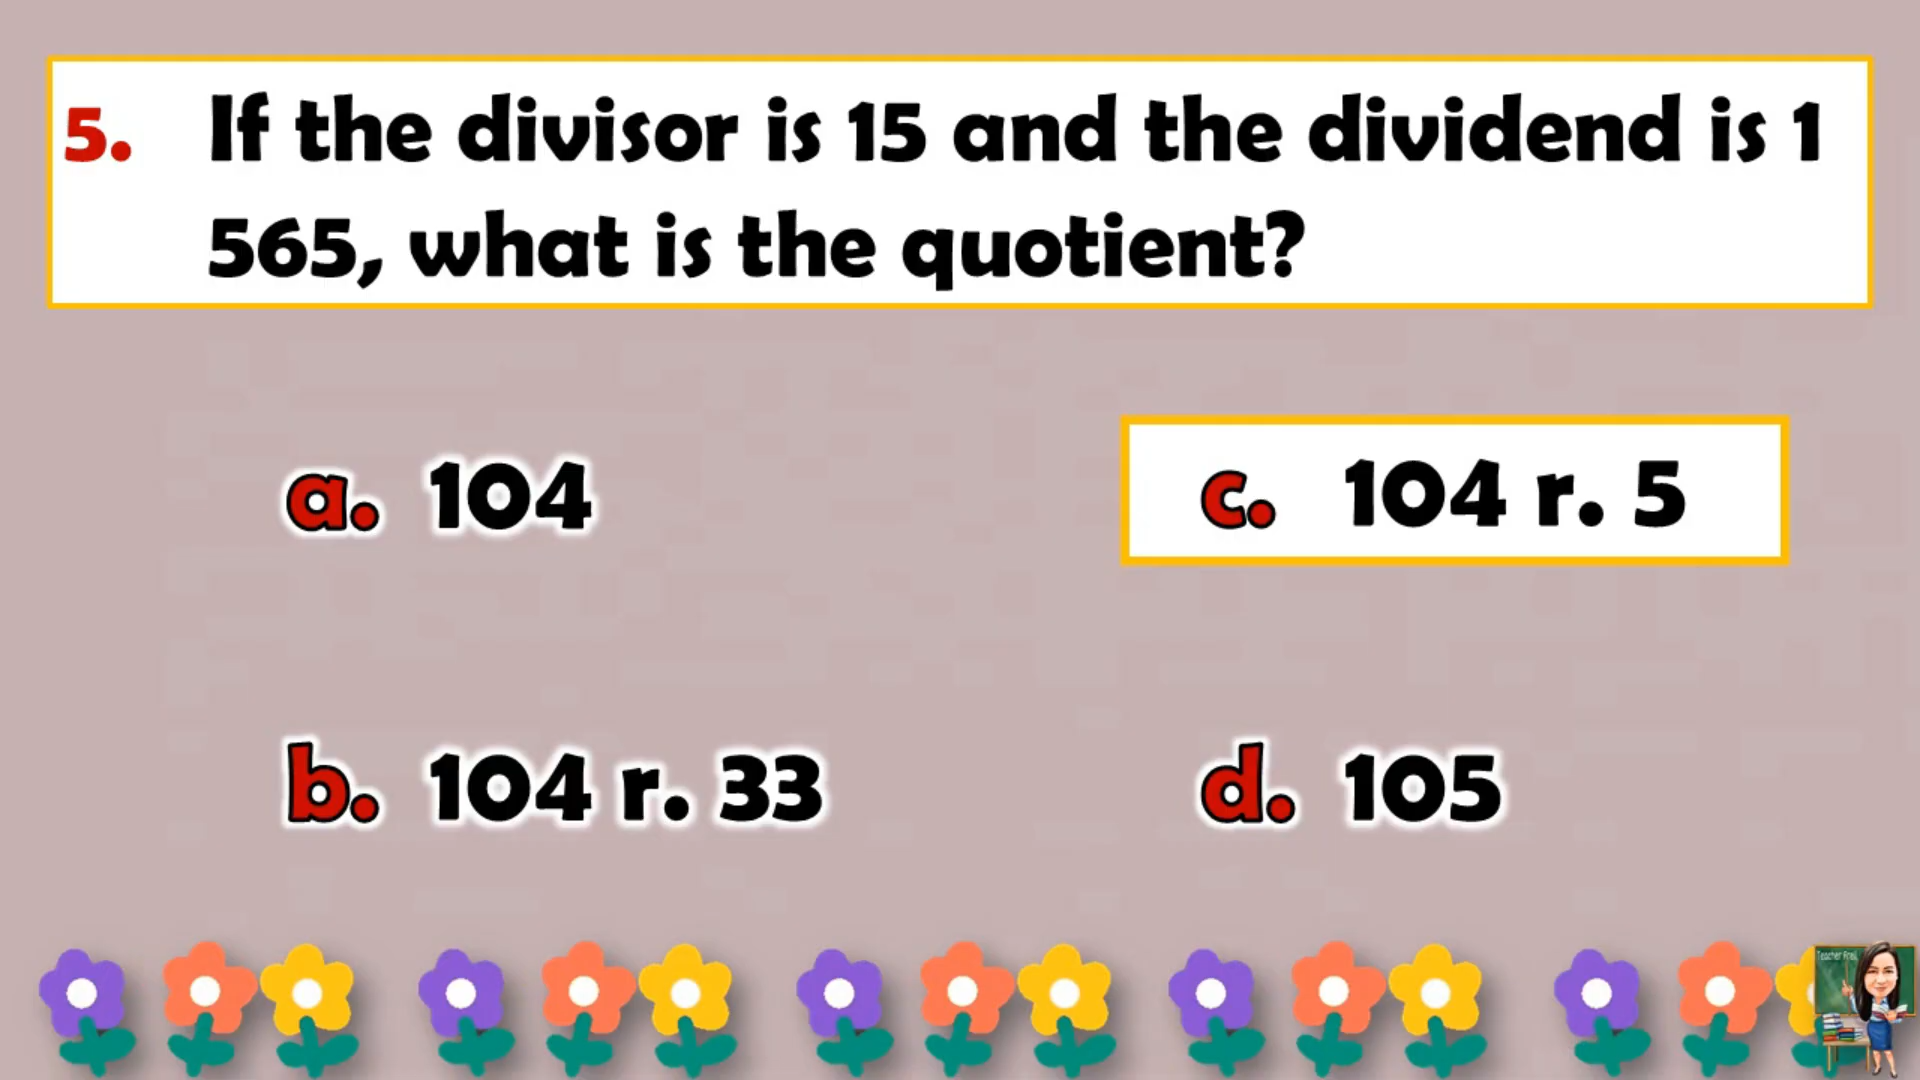 5. If the divisor is 15 and the dividend is 1
565, what is the quotient?
a. 104
c. 104 r. 5
b. 104 r. 33
d. 105